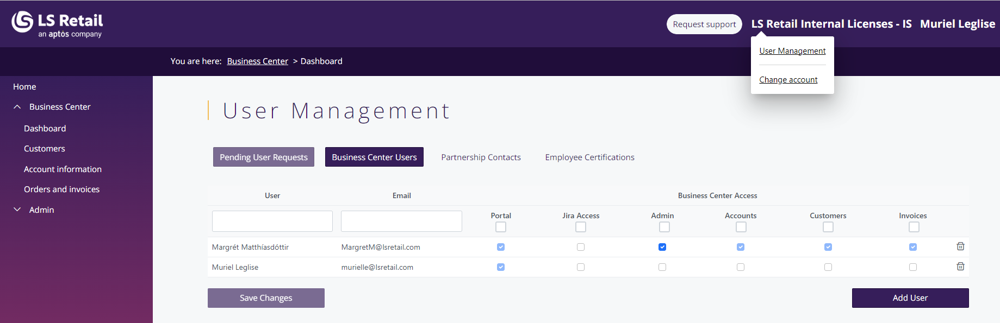 LS Retail
an aptos company
Request support
LS Retail Internal Licenses - IS
Muriel Leglise
User Management
Change account
You are here: Business Center > Dashboard
Home
Business Center
Dashboard
Customers
Account information
Orders and invoices
Admin
User Management
Pending User Requests
Business Center Users
Partnership Contacts
Employee Certifications
User Email Business Center Access
Portal Jira Access Admin Accounts Customers Invoices
Margrét Matthíasdóttir MargretM@lsretail.com
Muriel Leglise murielle@lsretail.com
Save Changes
Add User